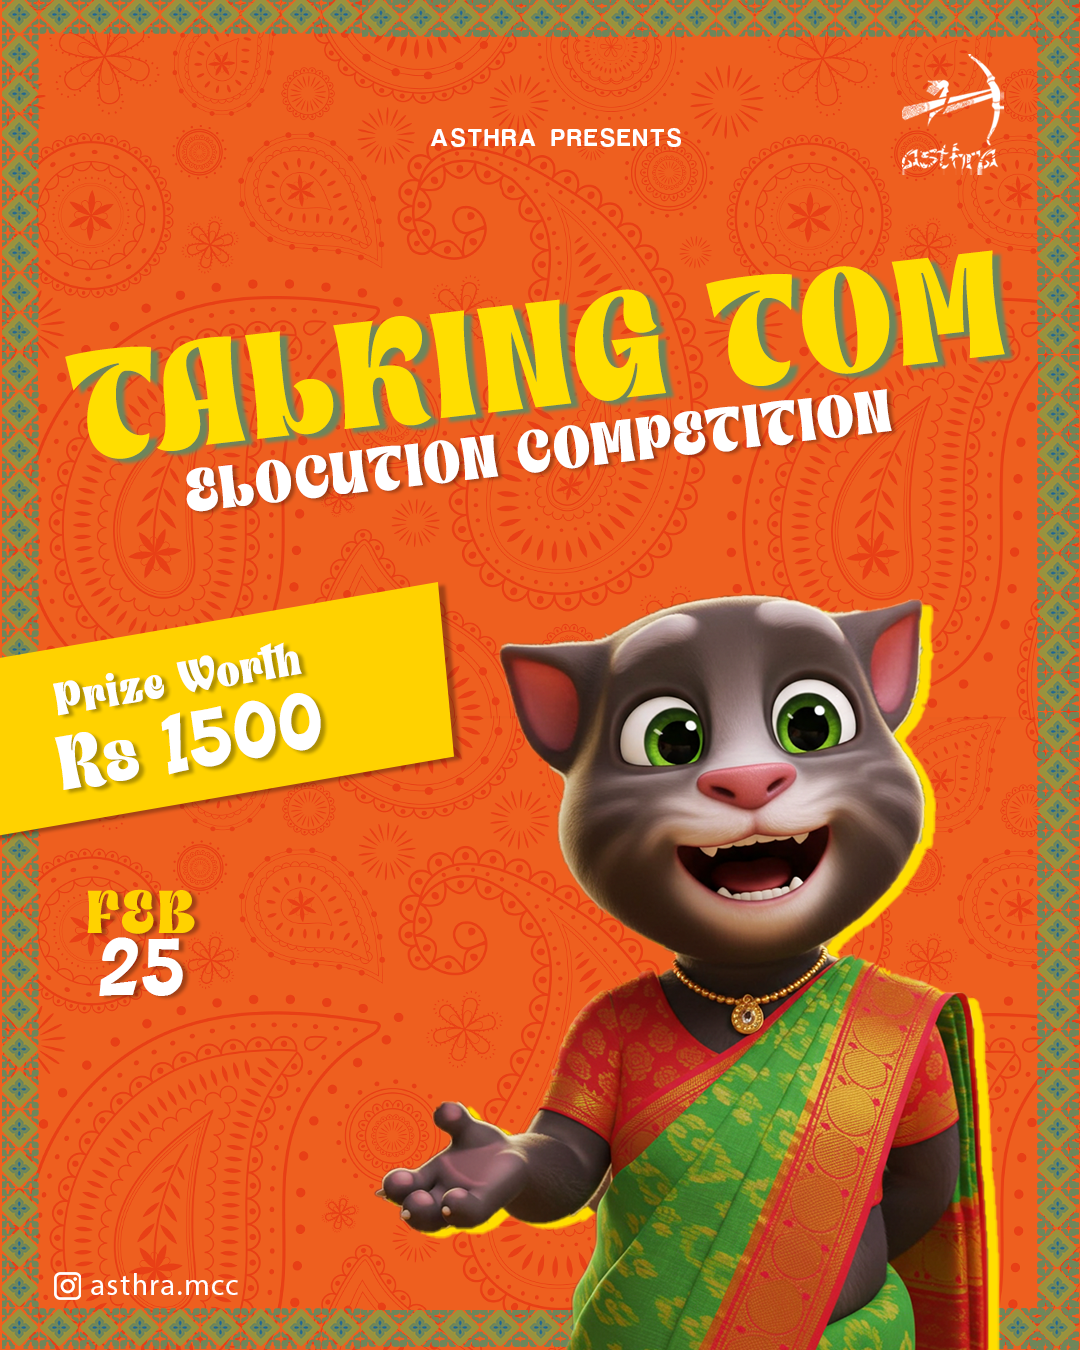 ASTHRA PRESENTS
asthra
TALKING TOM
ELOCUTION COMPETITION
Prize Worth
Rs 1500
FEB
25
asthra.mcc